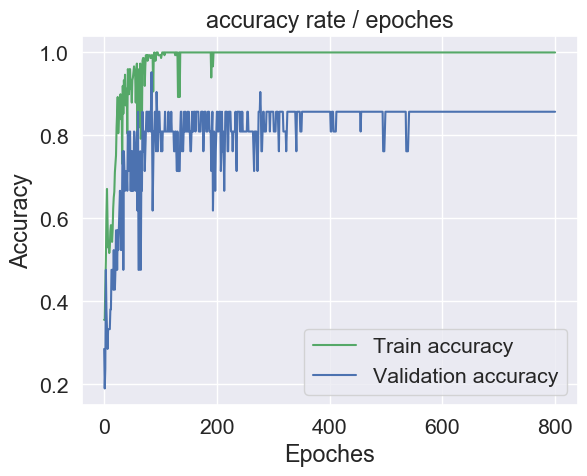 accuracy rate / epoches
1.0
0.8
0.6
0.4
0.2
Accuracy
0 200 400 600 800
Epoches
Train accuracy
Validation accuracy